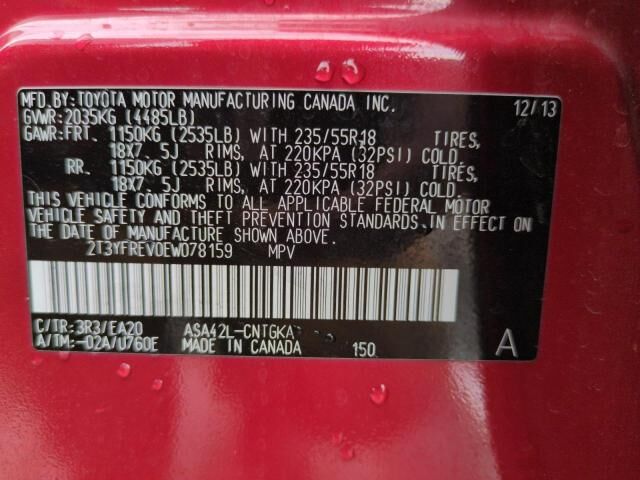 MFD.BY:TOYOTA MOTOR MANUFACTURING CANADA INC. 12/13
GVWR:2035KG (4485LB)
GAWR:FRT. 1150KG (2535LB) WITH 235/55R18 TIRES,
18X7. 5J RIMS, AT 220KPA (32PSI) COLD.
RR. 1150KG (2535LB) WITH 235/55R18 TIRES,
18X7. 5J RIMS, AT 220KPA (32PSI) COLD.
THIS VEHICLE CONFORMS TO ALL APPLICABLE FEDERAL MOTOR
VEHICLE SAFETY AND THEFT PREVENTION STANDARDS IN EFFECT ON
THE DATE OF MANUFACTURE SHOWN ABOVE.
2T3YFREV0EW078159 MPV
C/TR:3R3/EA20 ASA42L-CNTGKA
A/TM:-02A/U760E MADE IN CANADA 150 A